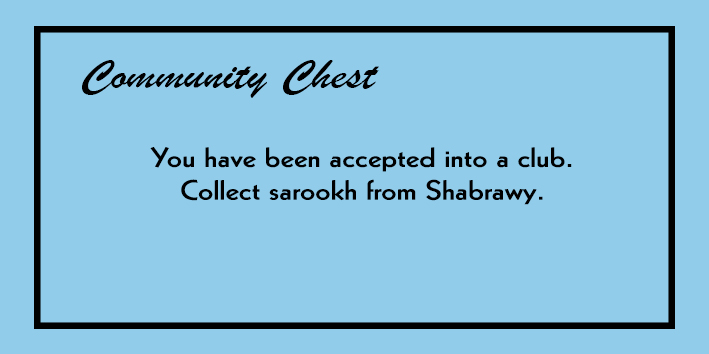 Community Chest
You have been accepted into a club.
Collect sarookh from Shabrawy.